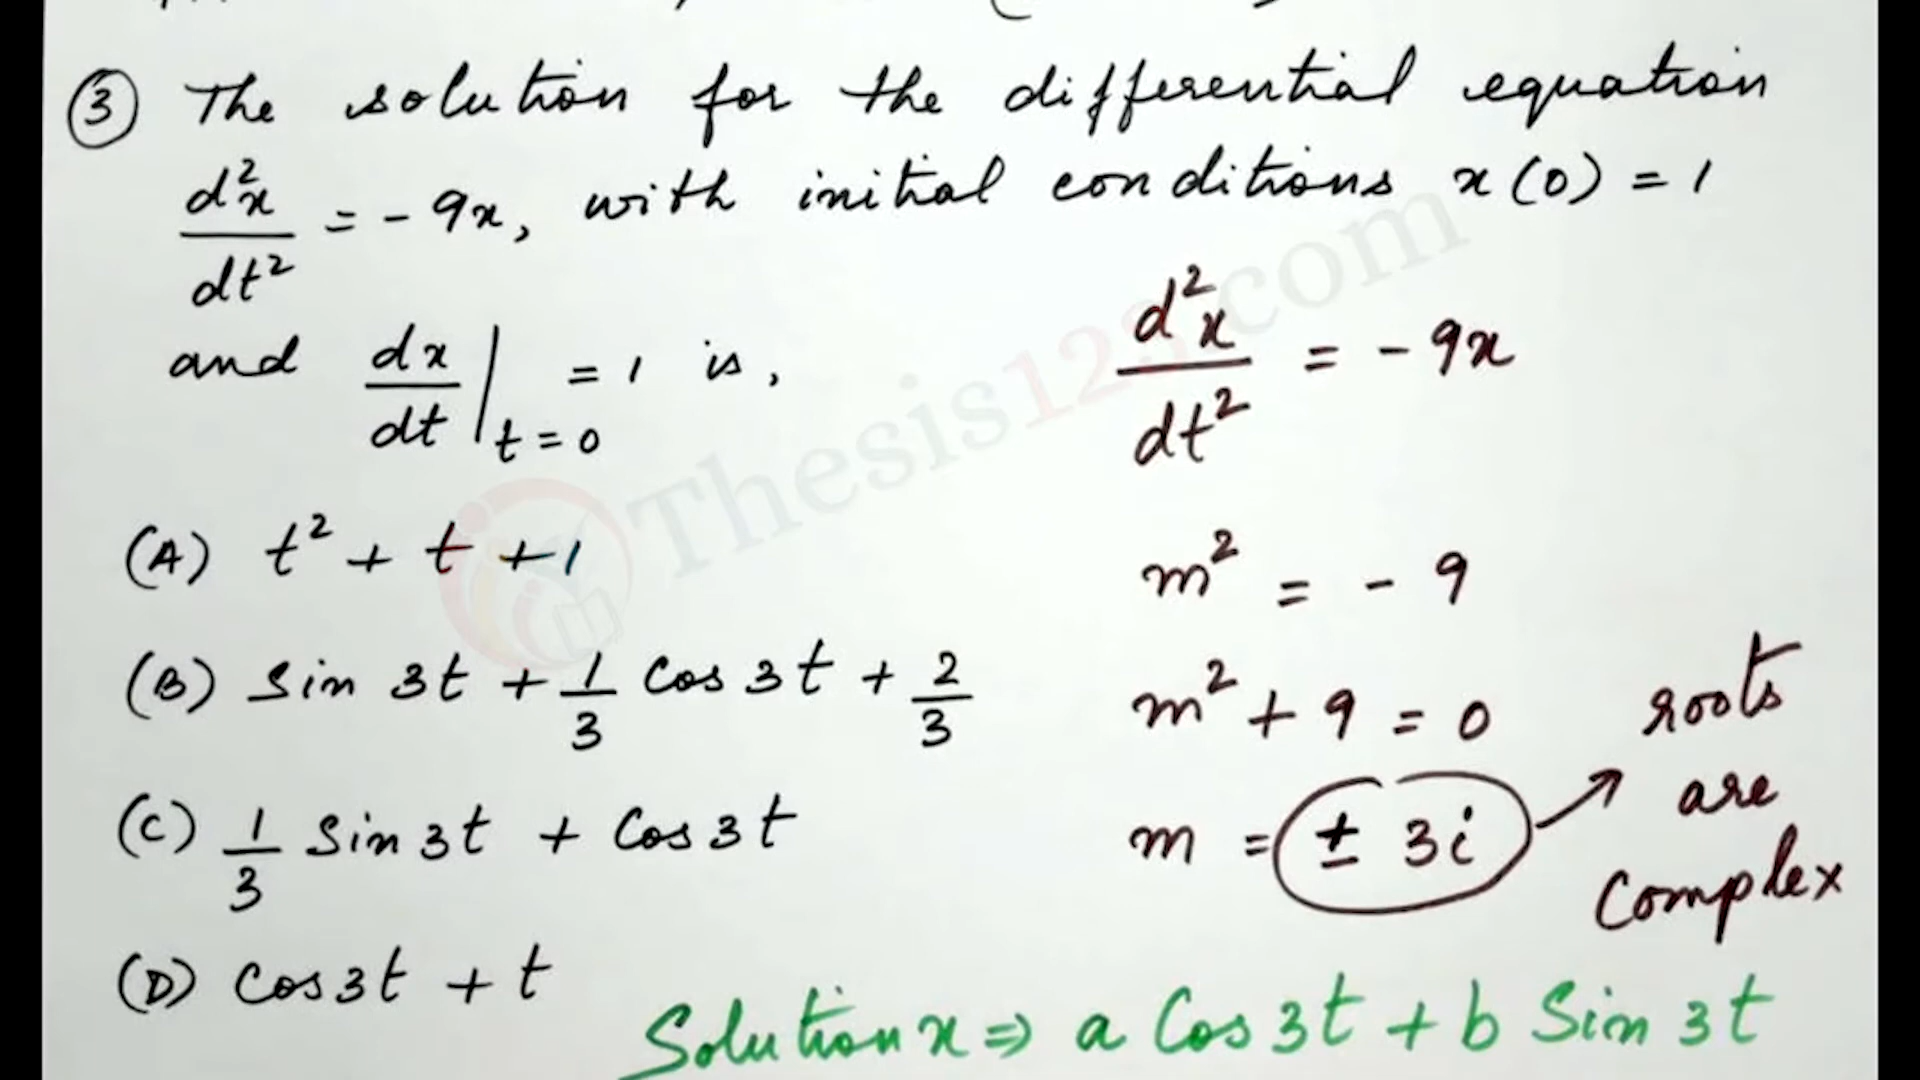 ③ The solution for the differential equation
d²x/dt² = - 9x, with initial conditions x(0) = 1
and dx/dt |t=0 = 1 is,
(A) t² + t + 1
(B) Sin 3t + 1/3 Cos 3t + 2/3
(C) 1/3 Sin 3t + Cos 3t
(D) Cos 3t + t
d²x/dt² = - 9x
m² = - 9
m² + 9 = 0
m = ± 3i
roots
are
Complex
Solution x ⇒ a Cos 3t + b Sin 3t
Thesis123.com